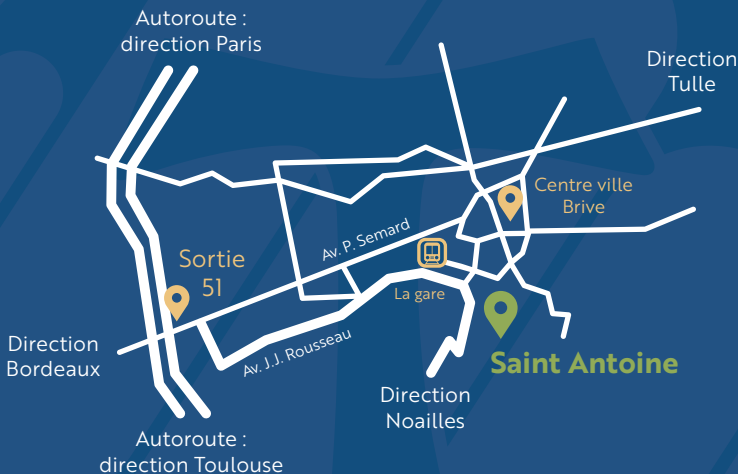 Autoroute :
direction Paris
Direction
Tulle
Centre ville
Brive
Av. P. Semard
Sortie
51
La gare
Direction
Bordeaux
Av. J.J. Rousseau
Saint Antoine
Direction
Noailles
Autoroute :
direction Toulouse